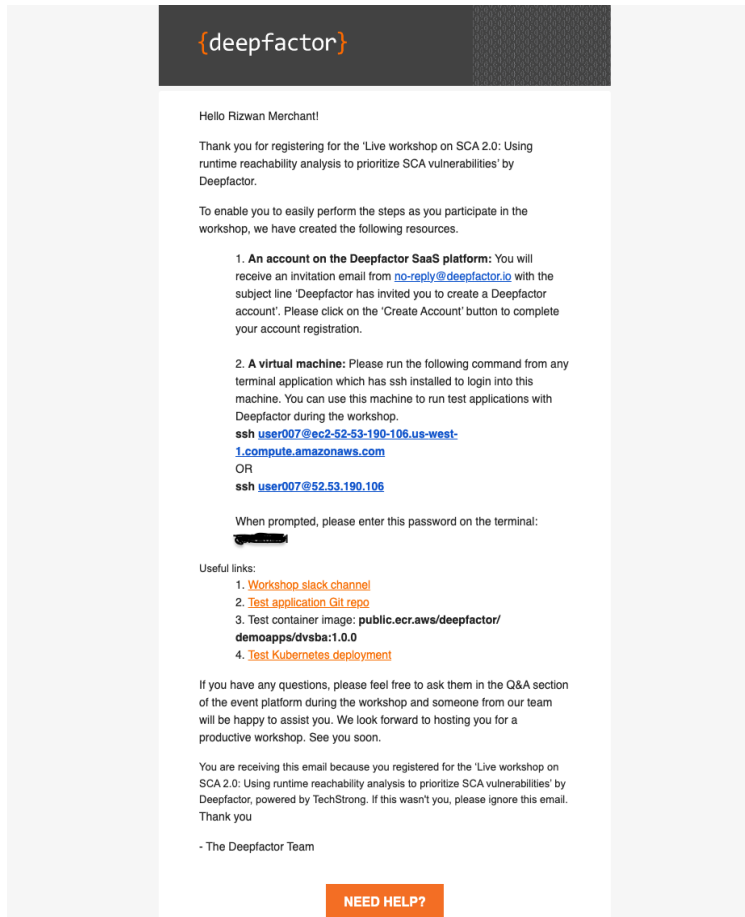 {deepfactor}
Hello Rizwan Merchant!
Thank you for registering for the ‘Live workshop on SCA 2.0: Using
runtime reachability analysis to prioritize SCA vulnerabilities’ by
Deepfactor.
To enable you to easily perform the steps as you participate in the
workshop, we have created the following resources.
1. An account on the Deepfactor SaaS platform: You will
receive an invitation email from no-reply@deepfactor.io with the
subject line ‘Deepfactor has invited you to create a Deepfactor
account’. Please click on the ‘Create Account’ button to complete
your account registration.
2. A virtual machine: Please run the following command from any
terminal application which has ssh installed to login into this
machine. You can use this machine to run test applications with
Deepfactor during the workshop.
ssh user007@ec2-52-53-190-106.us-west-
1.compute.amazonaws.com
OR
ssh user007@52.53.190.106
When prompted, please enter this password on the terminal:
Useful links:
1. Workshop slack channel
2. Test application Git repo
3. Test container image: public.ecr.aws/deepfactor/
demoapps/dvsba:1.0.0
4. Test Kubernetes deployment
If you have any questions, please feel free to ask them in the Q&A section
of the event platform during the workshop and someone from our team
will be happy to assist you. We look forward to hosting you for a
productive workshop. See you soon.
You are receiving this email because you registered for the ‘Live workshop on
SCA 2.0: Using runtime reachability analysis to prioritize SCA vulnerabilities’ by
Deepfactor, powered by TechStrong. If this wasn't you, please ignore this email.
Thank you
- The Deepfactor Team
NEED HELP?